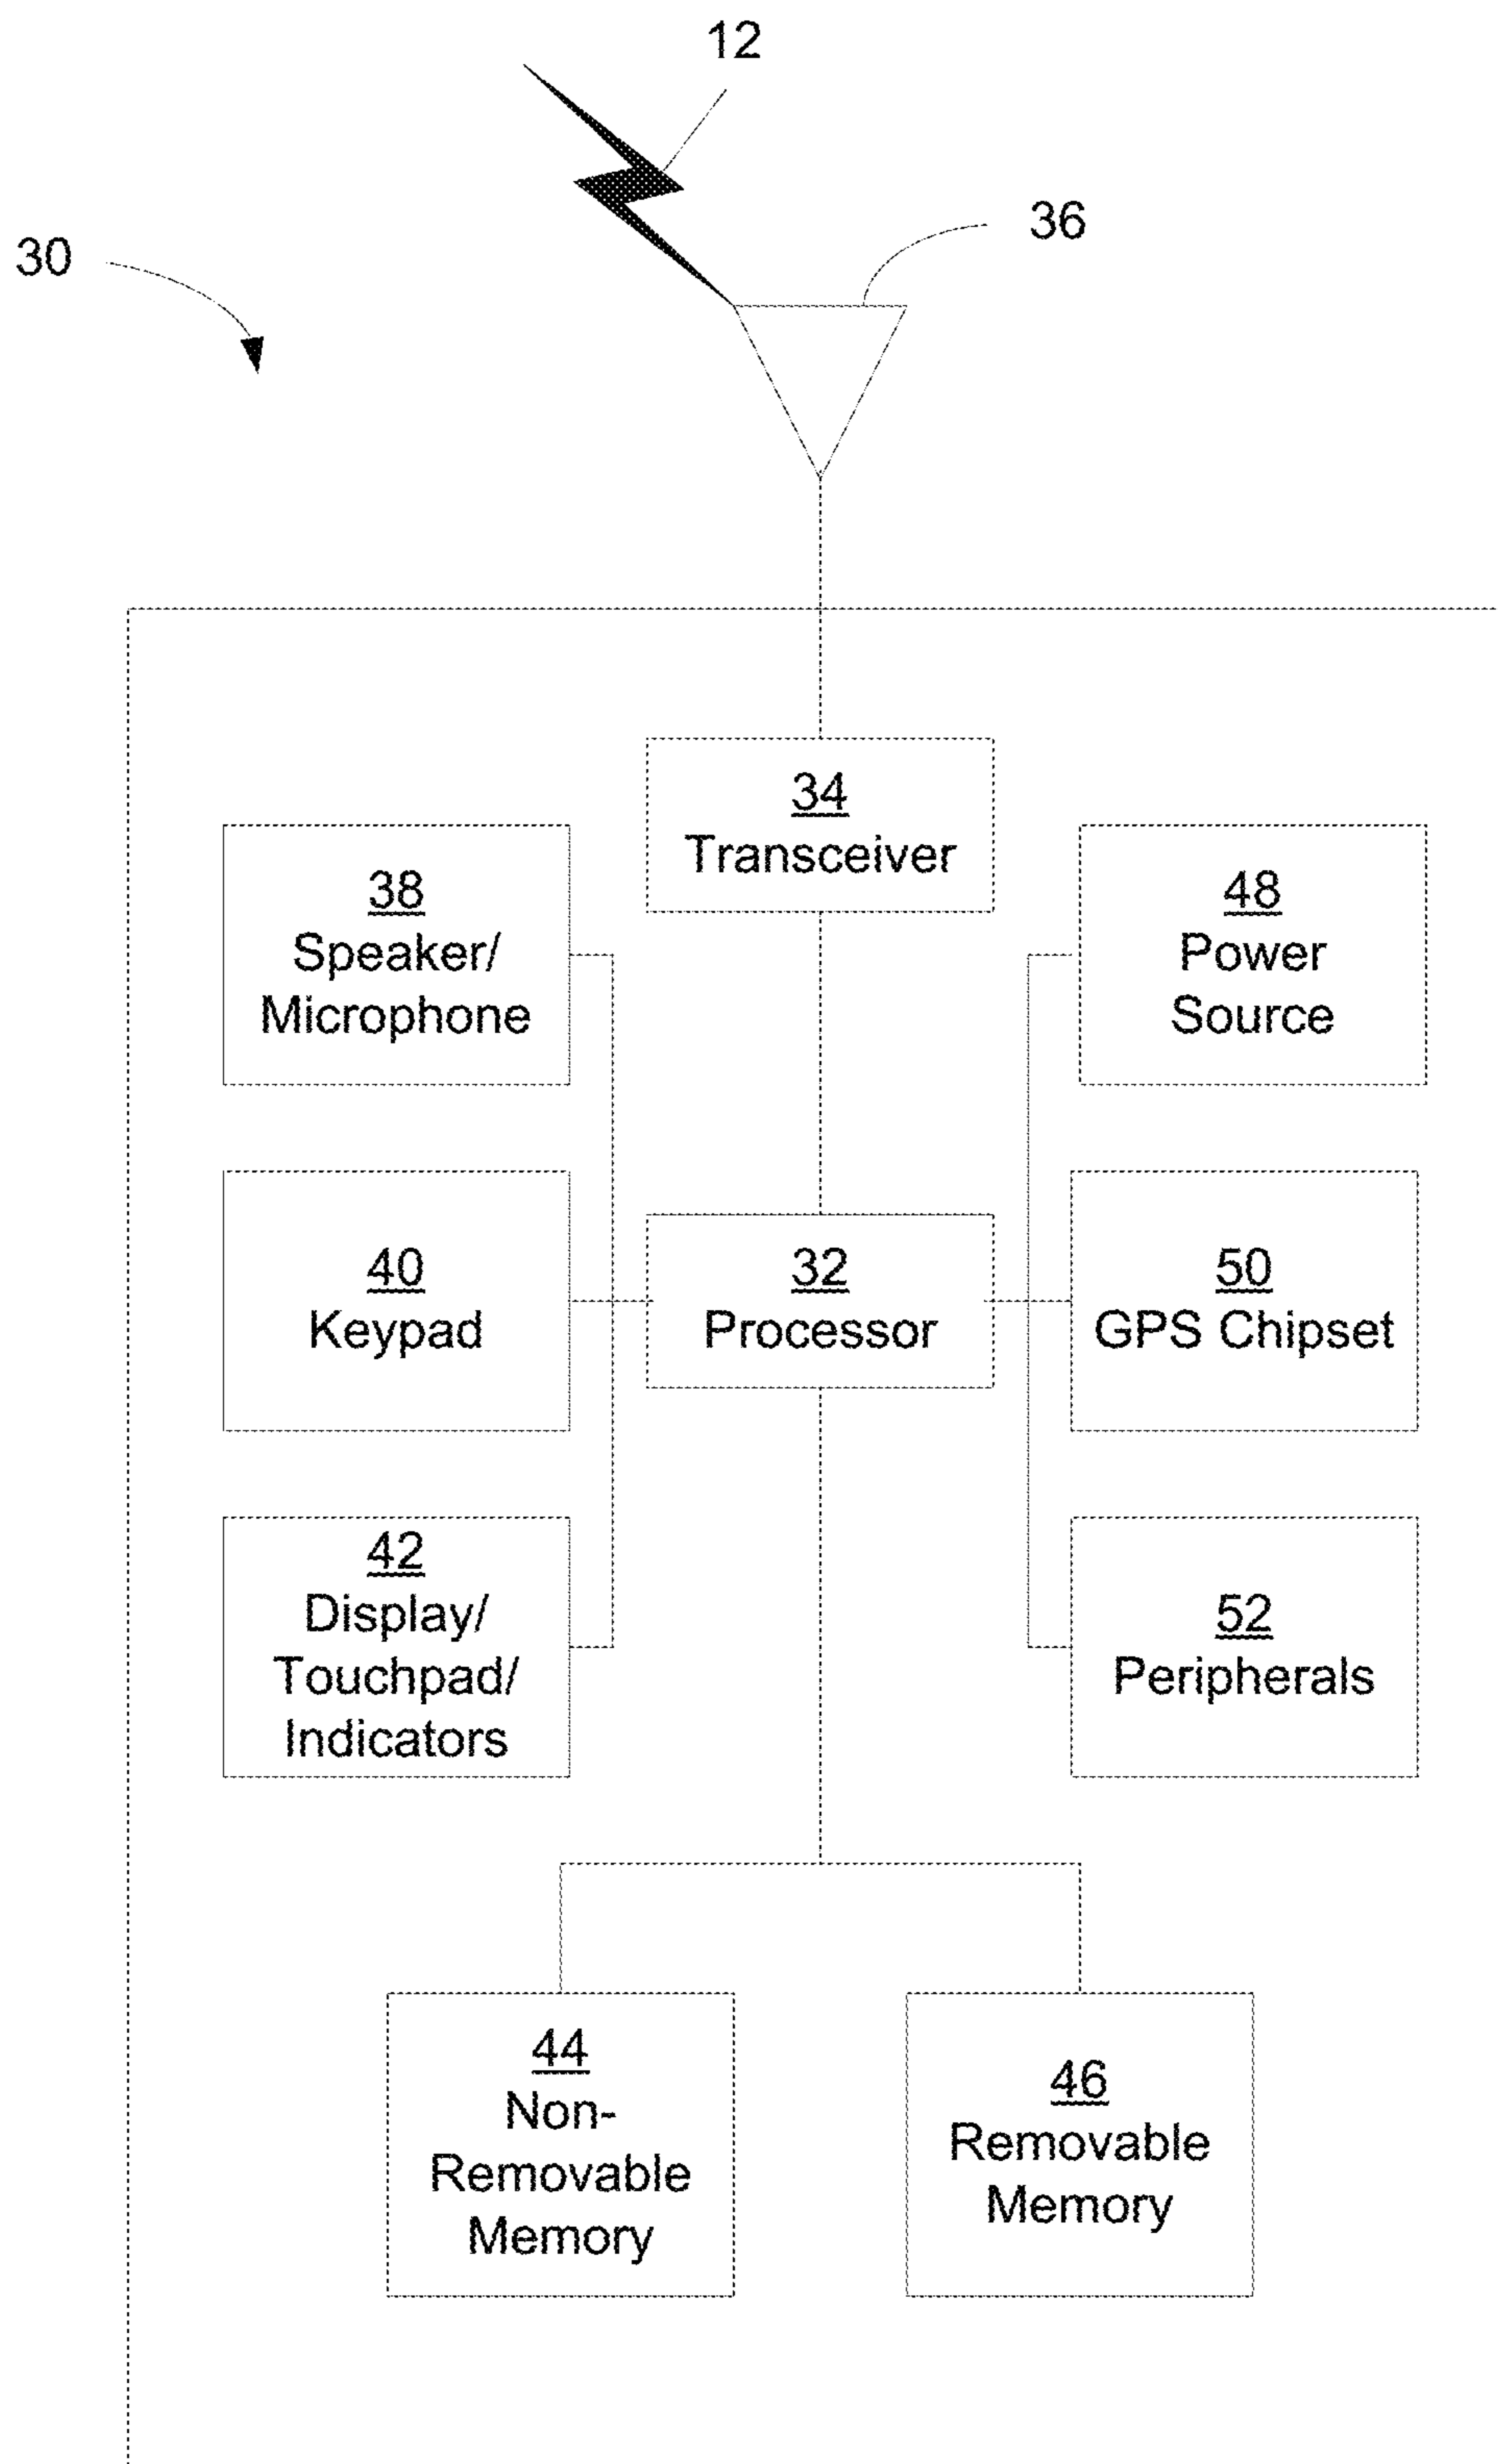 12
36
30
34
Transceiver
38
Speaker/
Microphone
48
Power
Source
40
Keypad
32
Processor
50
GPS Chipset
42
Display/
Touchpad/
Indicators
52
Peripherals
44
Non-
Removable
Memory
46
Removable
Memory